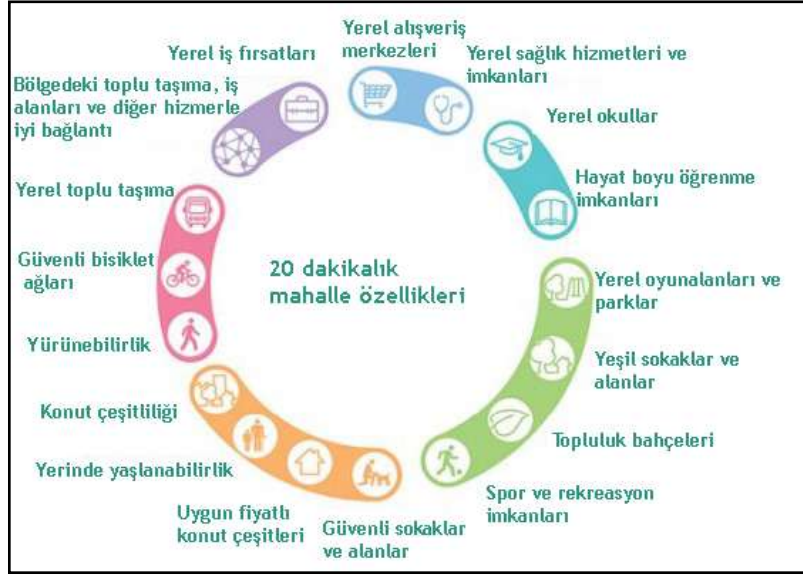 Yerel alışveriş
merkezleri
Yerel sağlık hizmetleri ve
imkanları
Yerel okullar
Hayat boyu öğrenme
imkanları
Yerel oyunalanları ve
parklar
Yeşil sokaklar ve
alanlar
Topluluk bahçeleri
Spor ve rekreasyon
imkanları
Güvenli sokaklar
ve alanlar
Uygun fiyatlı
konut çeşitleri
Yerinde yaşlanabilirlik
Konut çeşitliliği
Yürünebilirlik
Güvenli bisiklet
ağları
Yerel toplu taşıma
Bölgedeki toplu taşıma, iş
alanları ve diğer hizmerle
iyi bağlantı
Yerel iş fırsatları
20 dakikalık
mahalle özellikleri